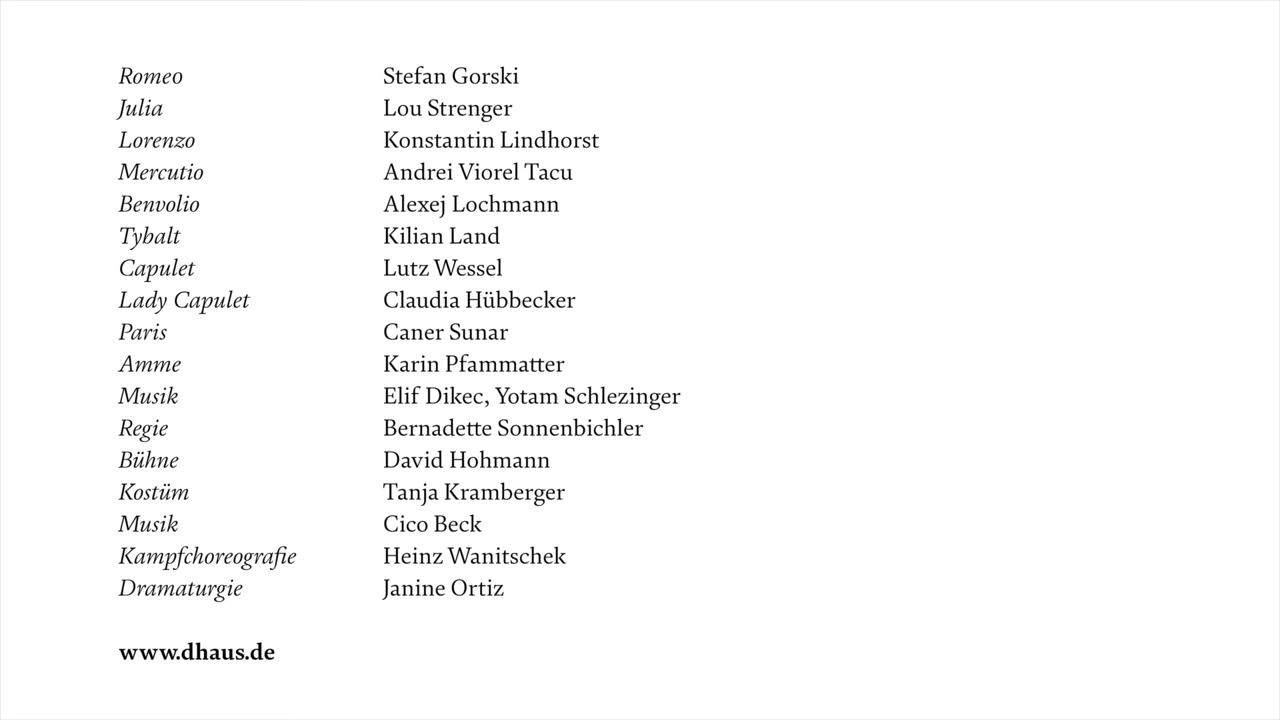 Romeo Stefan Gorski
Julia Lou Strenger
Lorenzo Konstantin Lindhorst
Mercutio Andrei Viorel Tacu
Benvolio Alexej Lochmann
Tybalt Kilian Land
Capulet Lutz Wessel
Lady Capulet Claudia Hübbecker
Paris Caner Sunar
Amme Karin Pfammatter
Musik Elif Dikec, Yotam Schlezinger
Regie Bernadette Sonnenbichler
Bühne David Hohmann
Kostüm Tanja Kramberger
Musik Cico Beck
Kampfchoreografie Heinz Wanitschek
Dramaturgie Janine Ortiz
www.dhaus.de